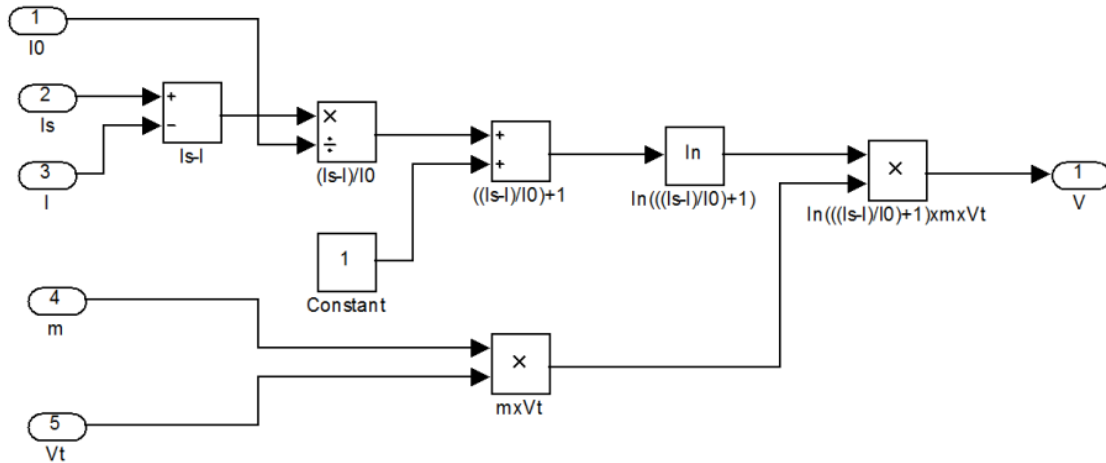 1
I0
2
Is
3
I
+
−
Is-I
×
÷
(Is-I)/I0
+
+
((Is-I)/I0)+1
1
Constant
ln
ln(((Is-I)/I0)+1)
×
ln(((Is-I)/I0)+1)xmxVt
1
V
4
m
5
Vt
×
mxVt